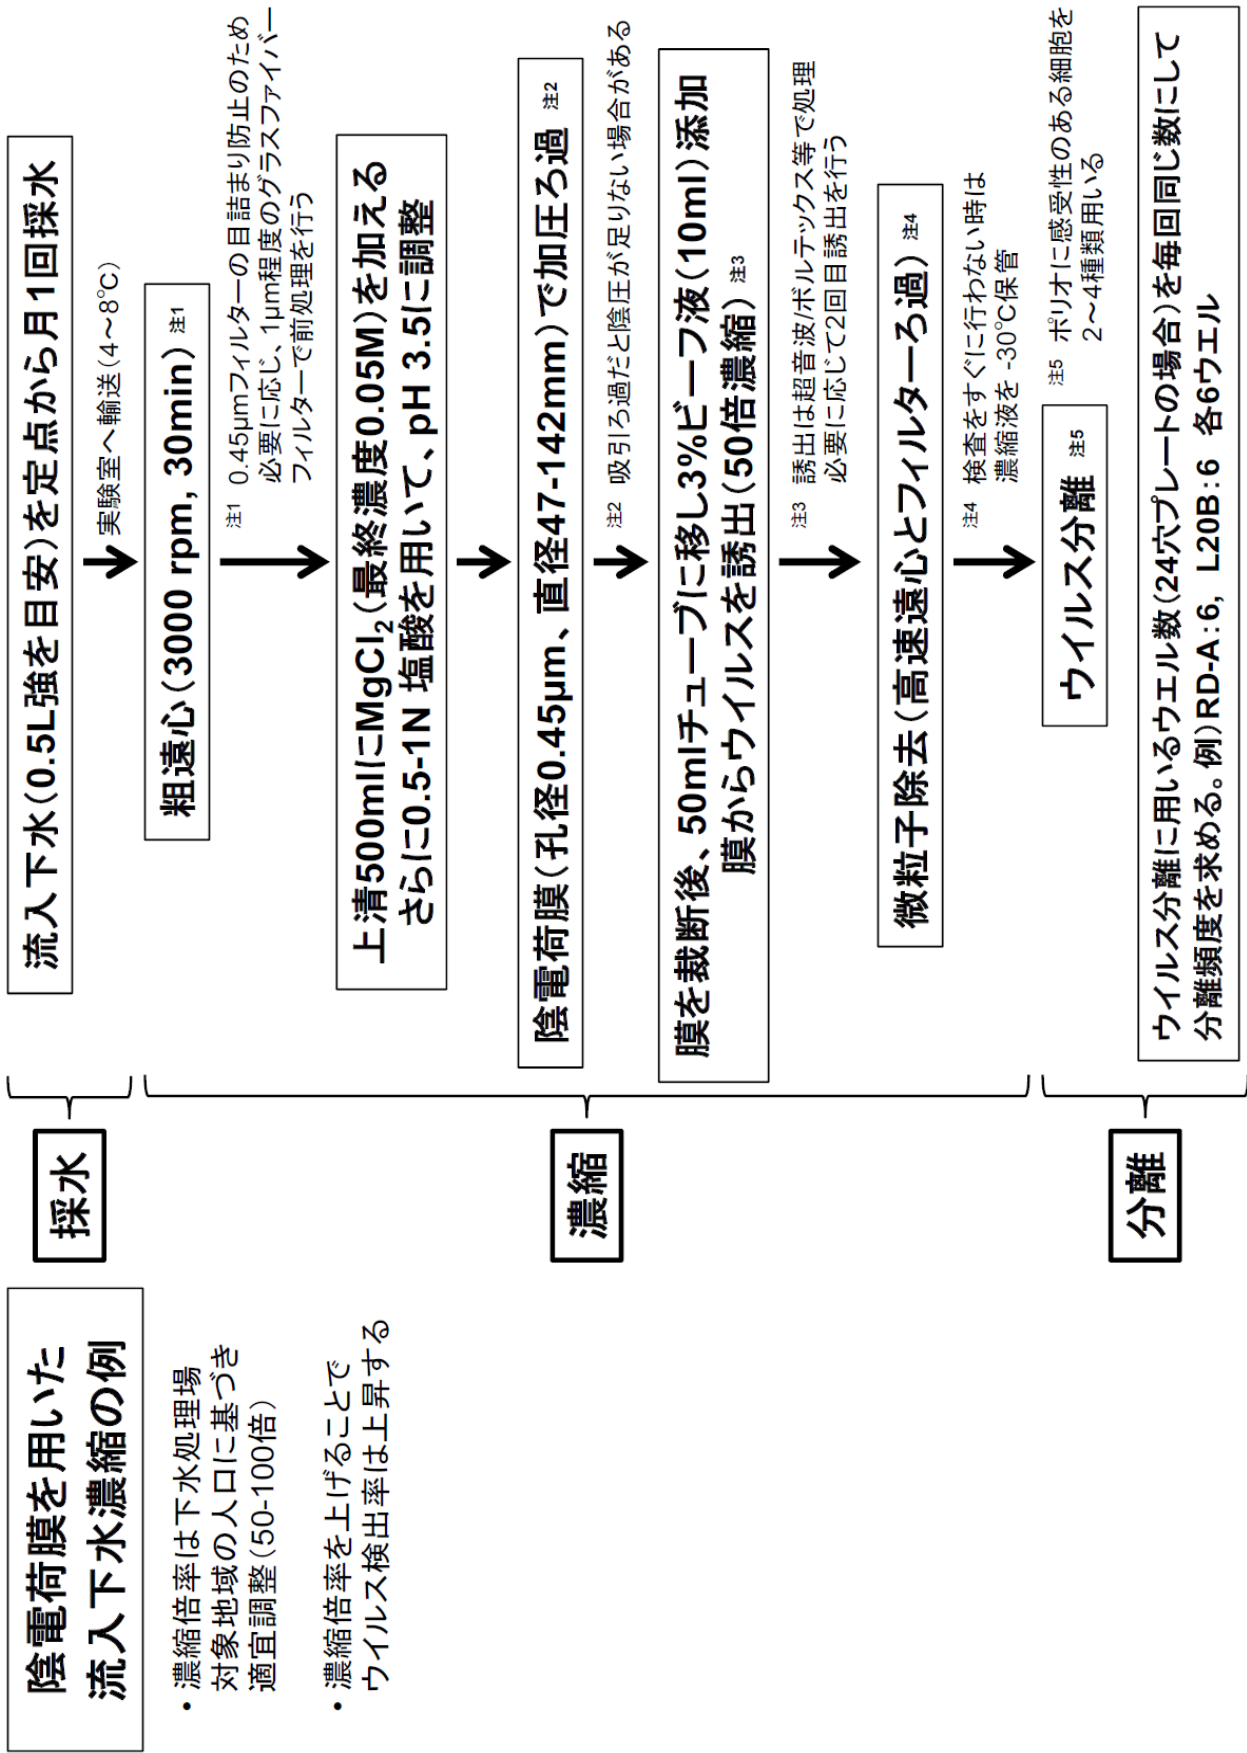 陰電荷膜を用いた
流入下水濃縮の例
・濃縮倍率は下水処理場
対象地域の人口に基づき
適宜調整(50-100倍)
・濃縮倍率を上げることで
ウイルス検出率は上昇する
採水
流入下水(0.5L強を目安)を定点から月1回採水
実験室へ輸送(4～8℃)
濃縮
粗遠心(3000 rpm, 30min) 注1
注1 0.45μmフィルターの目詰まり防止のため
必要に応じ、1μm程度のグラスファイバー
フィルターで前処理を行う
上清500mlにMgCl₂(最終濃度0.05M)を加える
さらに0.5-1N 塩酸を用いて、pH 3.5に調整
陰電荷膜(孔径0.45μm、直径47-142mm)で加圧ろ過 注2
注2 吸引ろ過だと陰圧が足りない場合がある
膜を裁断後、50mlチューブに移し3%ビーフ液(10ml)添加
膜からウイルスを誘出(50倍濃縮) 注3
注3 誘出は超音波/ボルテックス等で処理
必要に応じて2回目誘出を行う
微粒子除去(高速遠心とフィルターろ過) 注4
注4 検査をすぐに行わない時は
濃縮液を -30℃保管
分離
ウイルス分離 注5
注5 ポリオに感受性のある細胞を
2～4種類用いる
ウイルス分離に用いるウエル数(24穴プレートの場合)を毎回同じ数にして
分離頻度を求める。例)RD-A:6, L20B:6 各6ウエル